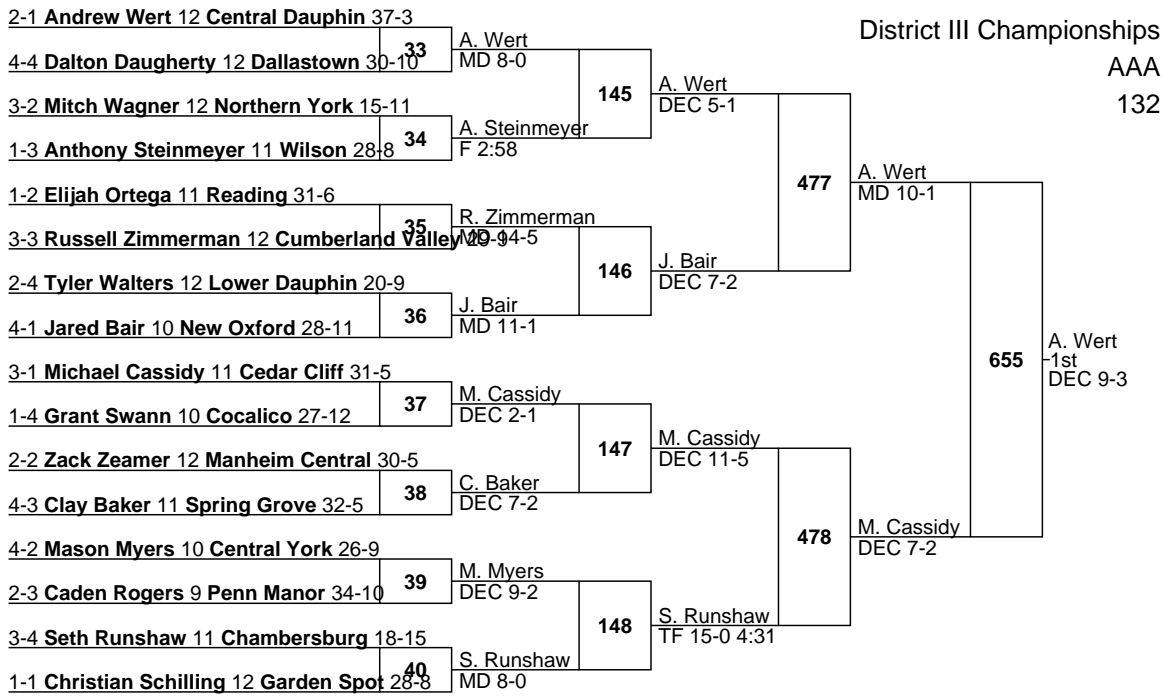 District III Championships
AAA
132
2-1 Andrew Wert 12 Central Dauphin 37-3
4-4 Dalton Daugherty 12 Dallastown 30-10
3-2 Mitch Wagner 12 Northern York 15-11
1-3 Anthony Steinmeyer 11 Wilson 28-8
1-2 Elijah Ortega 11 Reading 31-6
3-3 Russell Zimmerman 12 Cumberland Valley 29-9
2-4 Tyler Walters 12 Lower Dauphin 20-9
4-1 Jared Bair 10 New Oxford 28-11
3-1 Michael Cassidy 11 Cedar Cliff 31-5
1-4 Grant Swann 10 Cocalico 27-12
2-2 Zack Zeamer 12 Manheim Central 30-5
4-3 Clay Baker 11 Spring Grove 32-5
4-2 Mason Myers 10 Central York 26-9
2-3 Caden Rogers 9 Penn Manor 34-10
3-4 Seth Runshaw 11 Chambersburg 18-15
1-1 Christian Schilling 12 Garden Spot 28-8
33
A. Wert
MD 8-0
34
A. Steinmeyer
F 2:58
35
R. Zimmerman
MD 14-5
36
J. Bair
MD 11-1
37
M. Cassidy
DEC 2-1
38
C. Baker
DEC 7-2
39
M. Myers
DEC 9-2
40
S. Runshaw
MD 8-0
145
A. Wert
DEC 5-1
146
J. Bair
DEC 7-2
147
M. Cassidy
DEC 11-5
148
S. Runshaw
TF 15-0 4:31
477
A. Wert
MD 10-1
478
M. Cassidy
DEC 7-2
655
A. Wert
1st
DEC 9-3